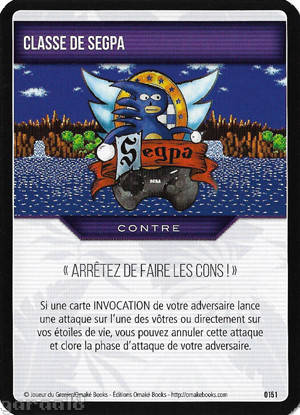 CLASSE DE SEGPA
Segpa
SEGA
CONTRE
« ARRÊTEZ DE FAIRE LES CONS ! »
Si une carte INVOCATION de votre adversaire lance
une attaque sur l'une des vôtres ou directement sur
vos étoiles de vie, vous pouvez annuler cette attaque
et clore la phase d'attaque de votre adversaire.
© Joueur du Grenier/Omaké Books - Éditions Omaké Books - http://omakebooks.com
0151